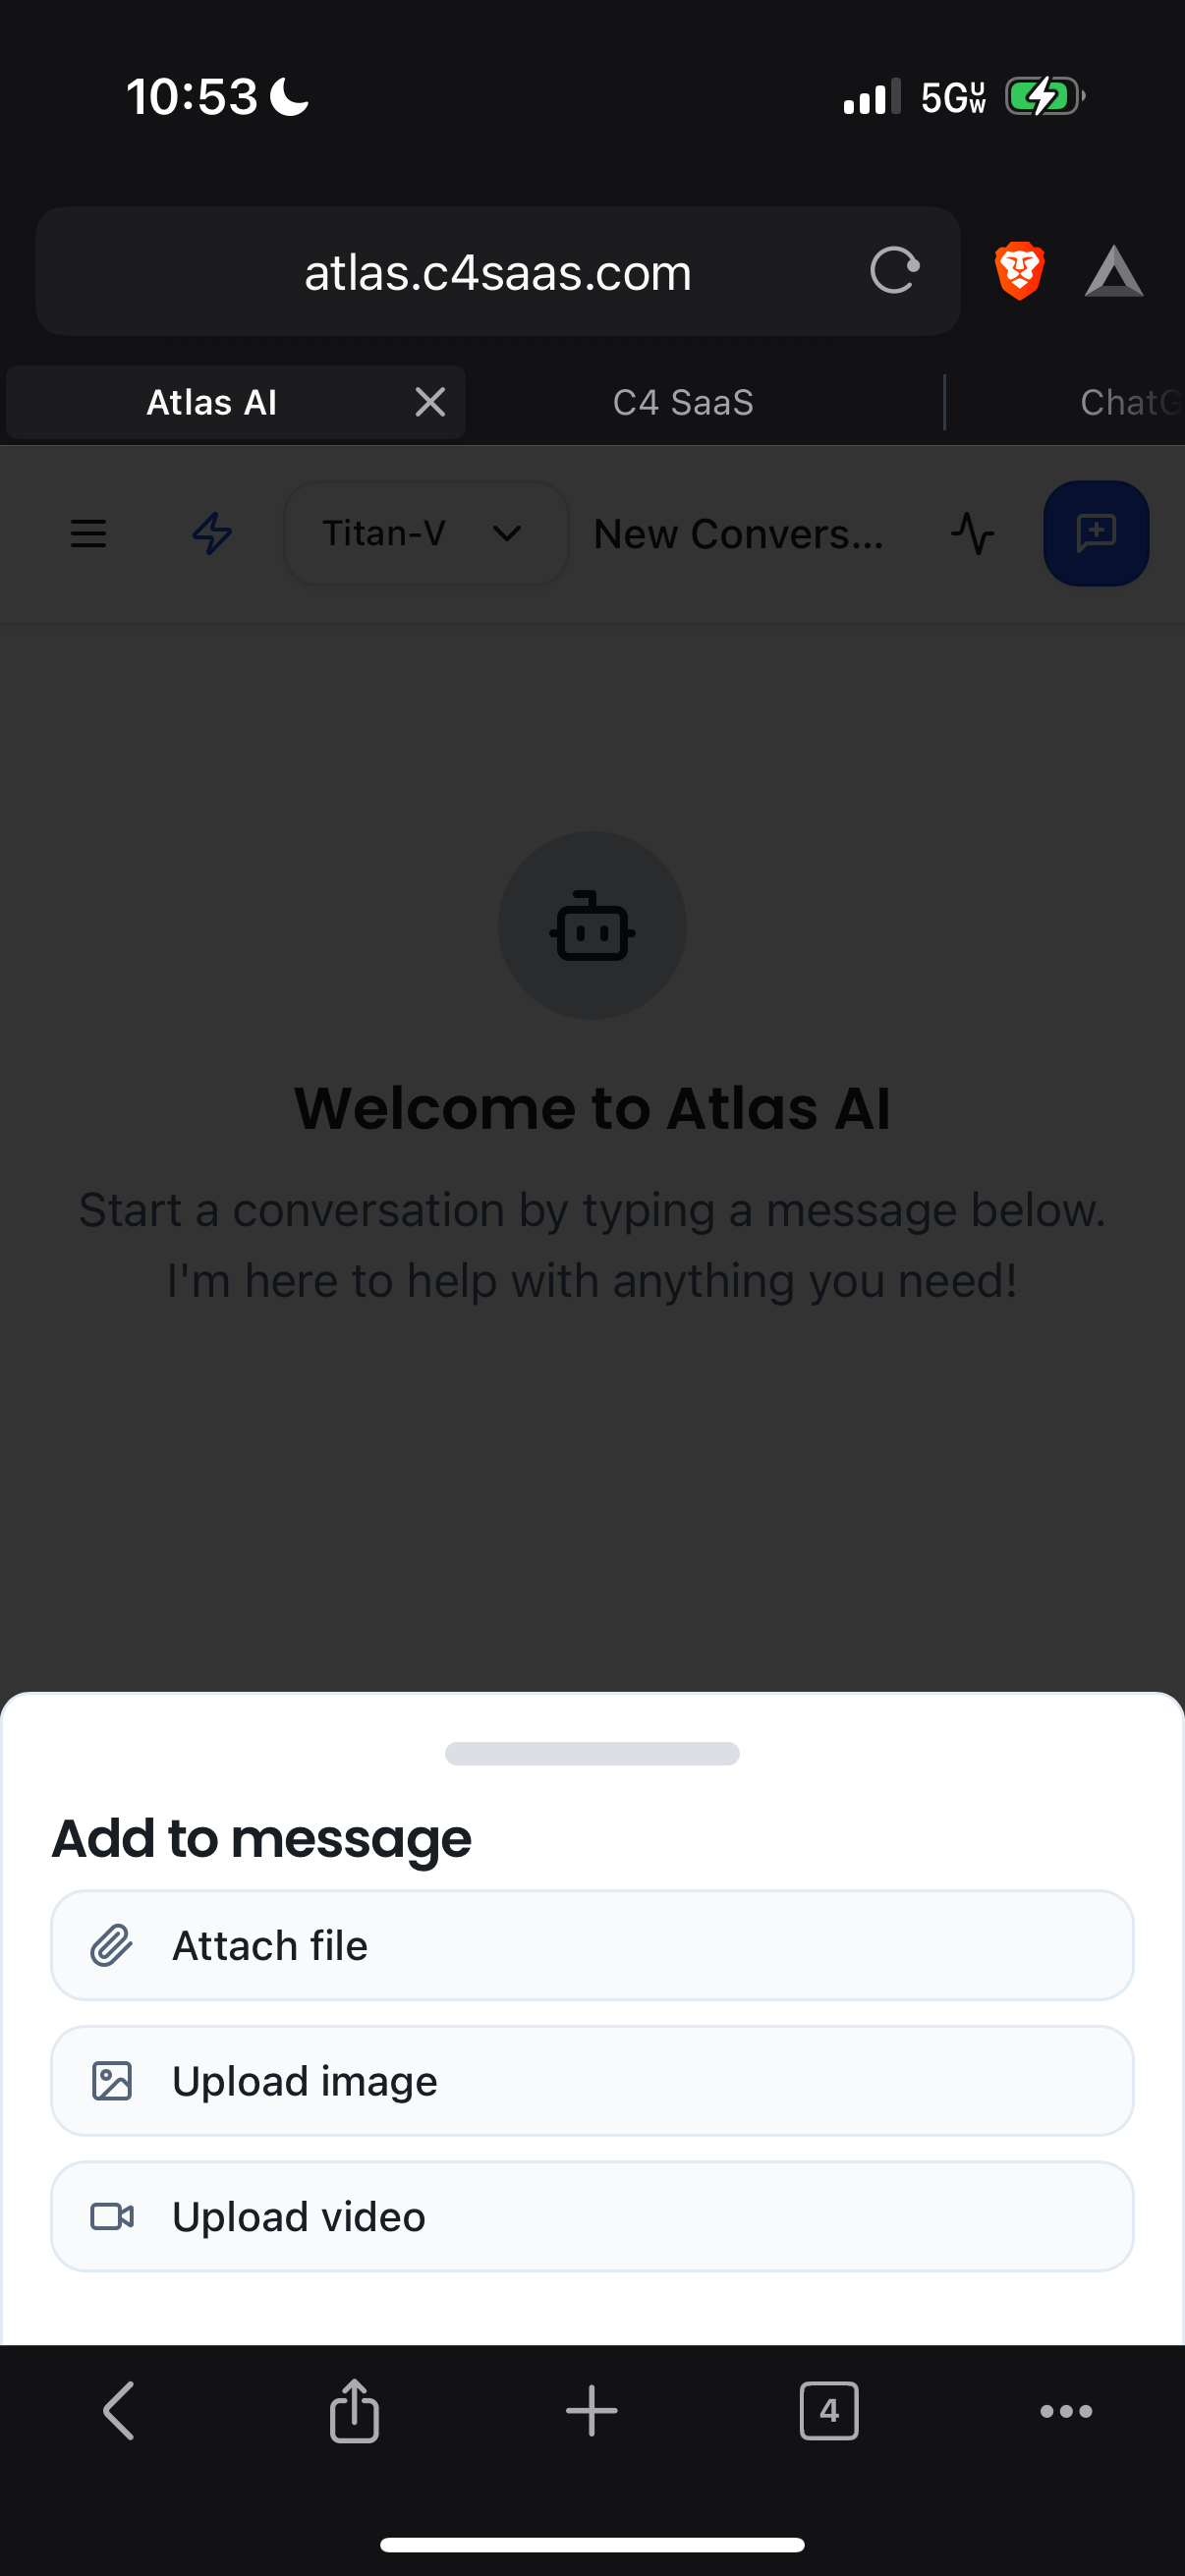 10:53
5G UW
atlas.c4saas.com
Atlas AI
C4 SaaS
ChatG
Titan-V
New Convers...
Welcome to Atlas AI
Start a conversation by typing a message below.
I'm here to help with anything you need!
Add to message
Attach file
Upload image
Upload video
4